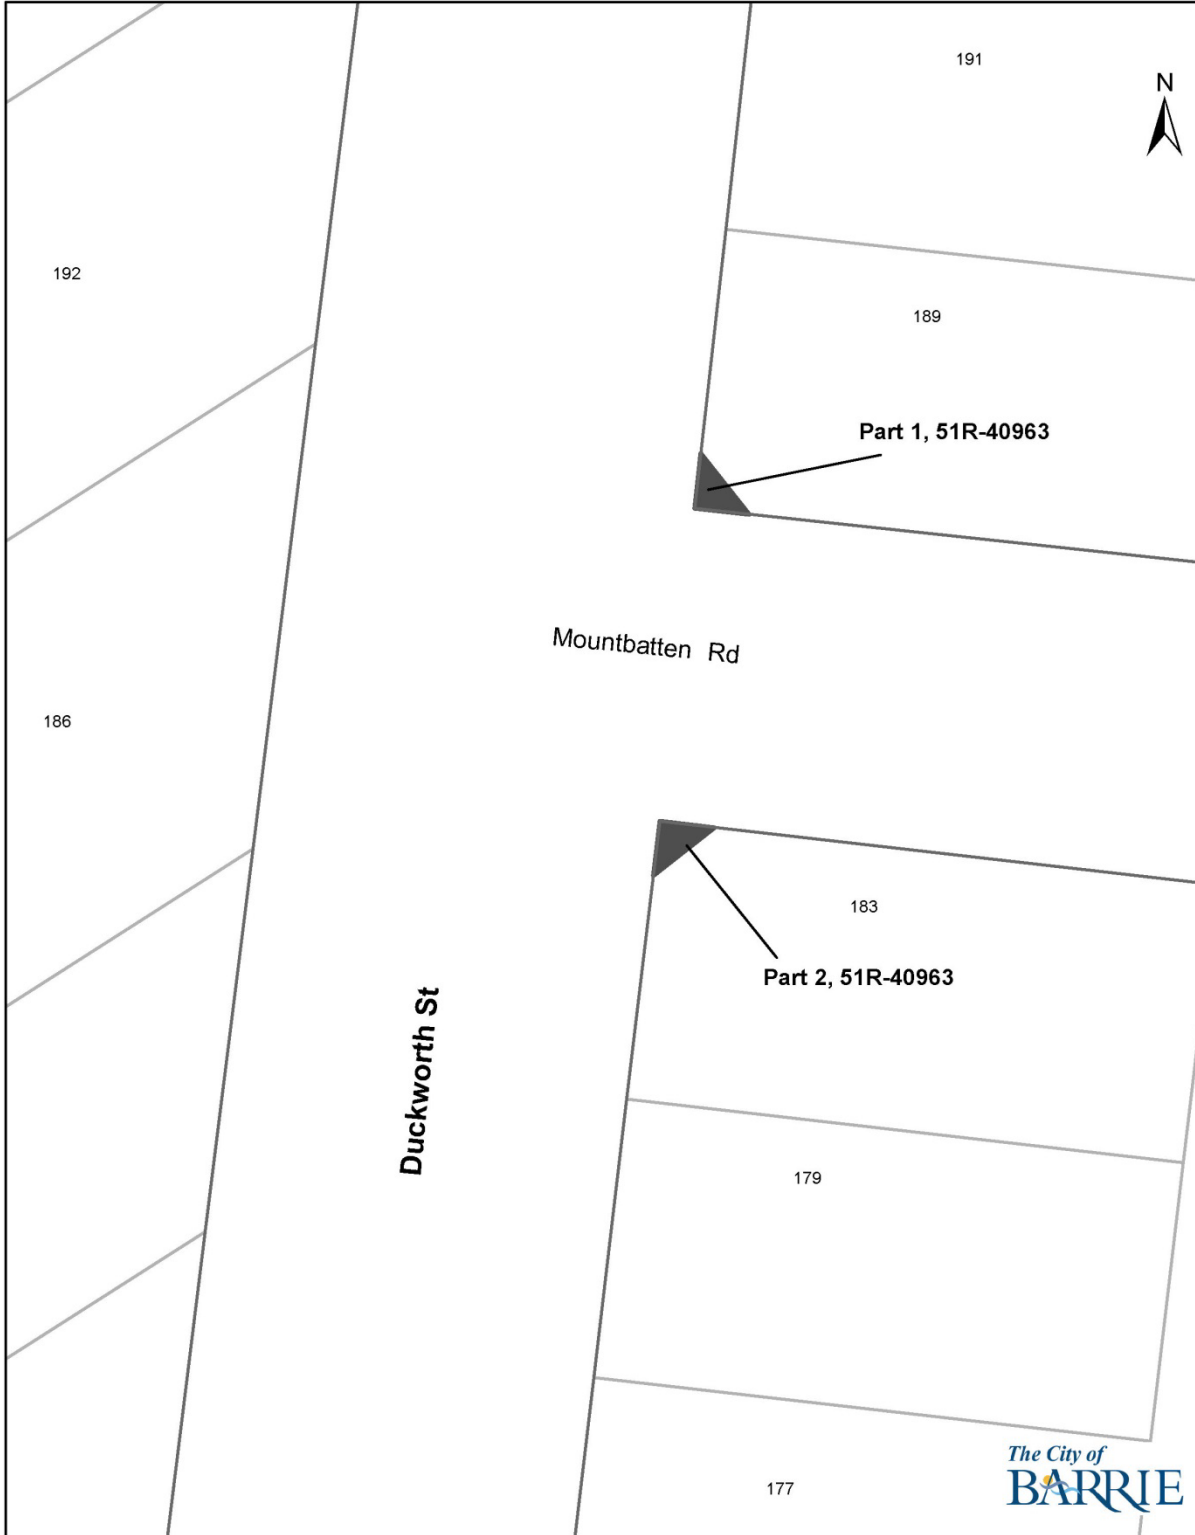 191
N
192
189
Part 1, 51R-40963
Mountbatten Rd
186
183
Part 2, 51R-40963
Duckworth St
179
The City of
BARRIE
177